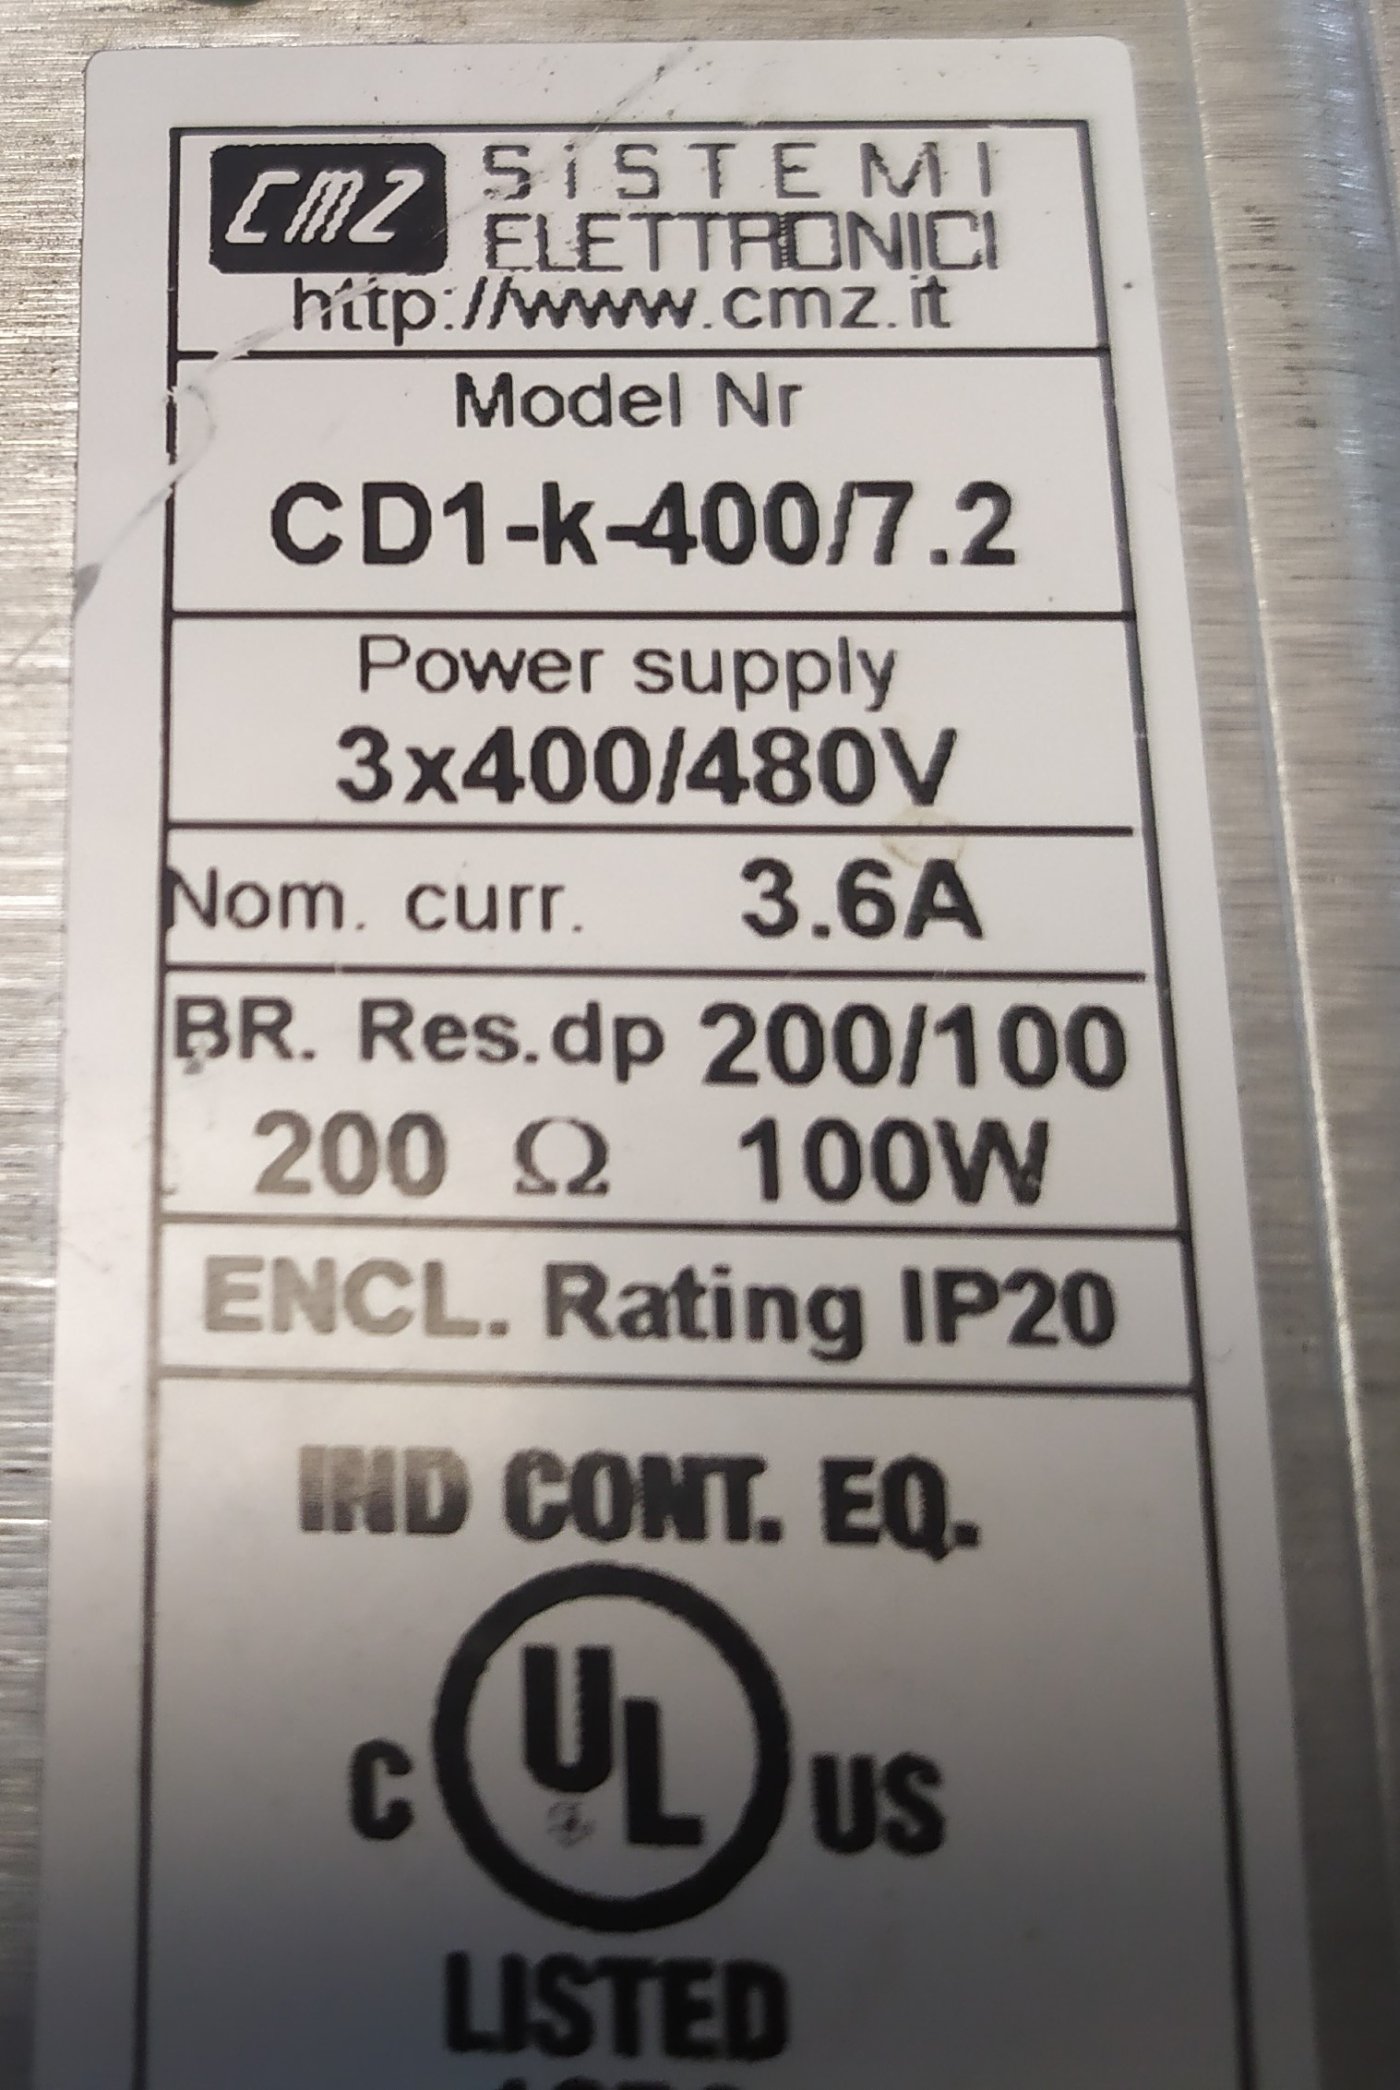 CMZ SiSTEMI
ELETTRONICI
http://www.cmz.it
Model Nr
CD1-k-400/7.2
Power supply
3x400/480V
Nom. curr. 3.6A
BR. Res.dp 200/100
200 Ω 100W
ENCL. Rating IP20
IND CONT. EQ.
C UL US
LISTED